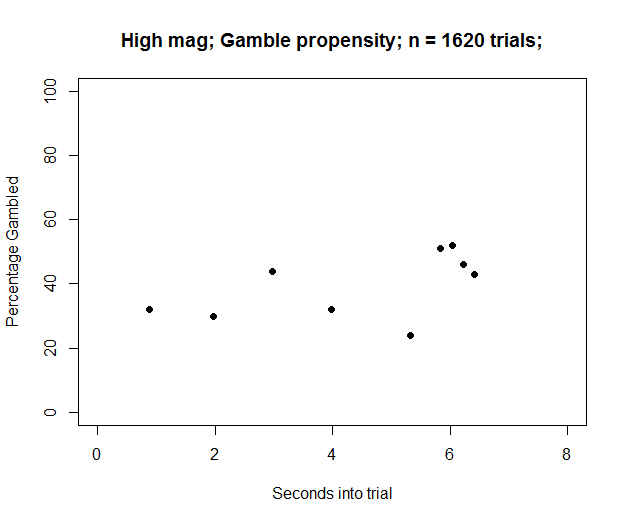 High mag; Gamble propensity; n = 1620 trials;
100
80
60
40
20
0
Percentage Gambled
0 2 4 6 8
Seconds into trial